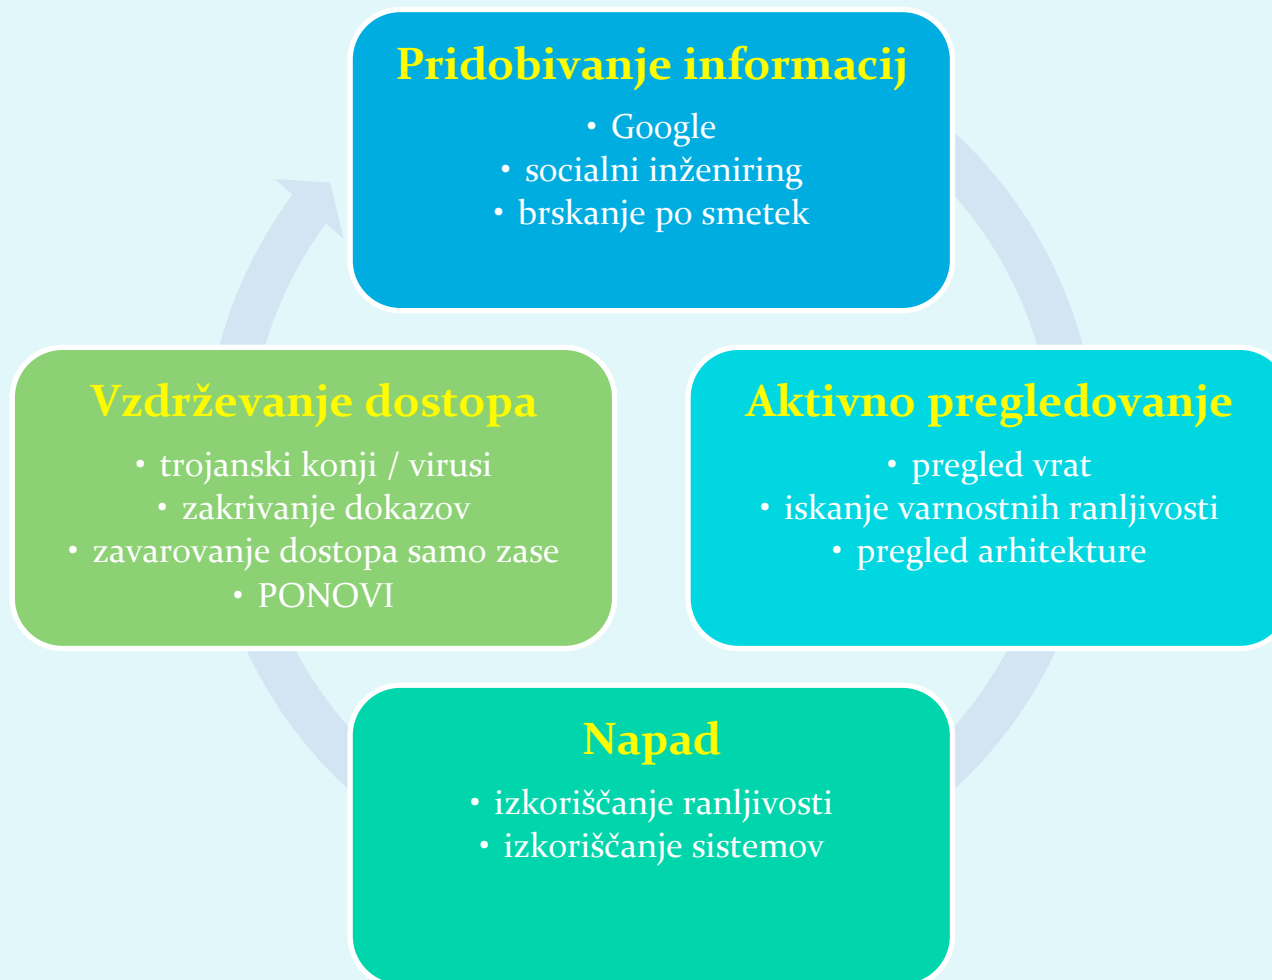 Pridobivanje informacij
• Google
• socialni inženiring
• brskanje po smetek
Aktivno pregledovanje
• pregled vrat
• iskanje varnostnih ranljivosti
• pregled arhitekture
Napad
• izkoriščanje ranljivosti
• izkoriščanje sistemov
Vzdrževanje dostopa
• trojanski konji / virusi
• zakrivanje dokazov
• zavarovanje dostopa samo zase
• PONOVI